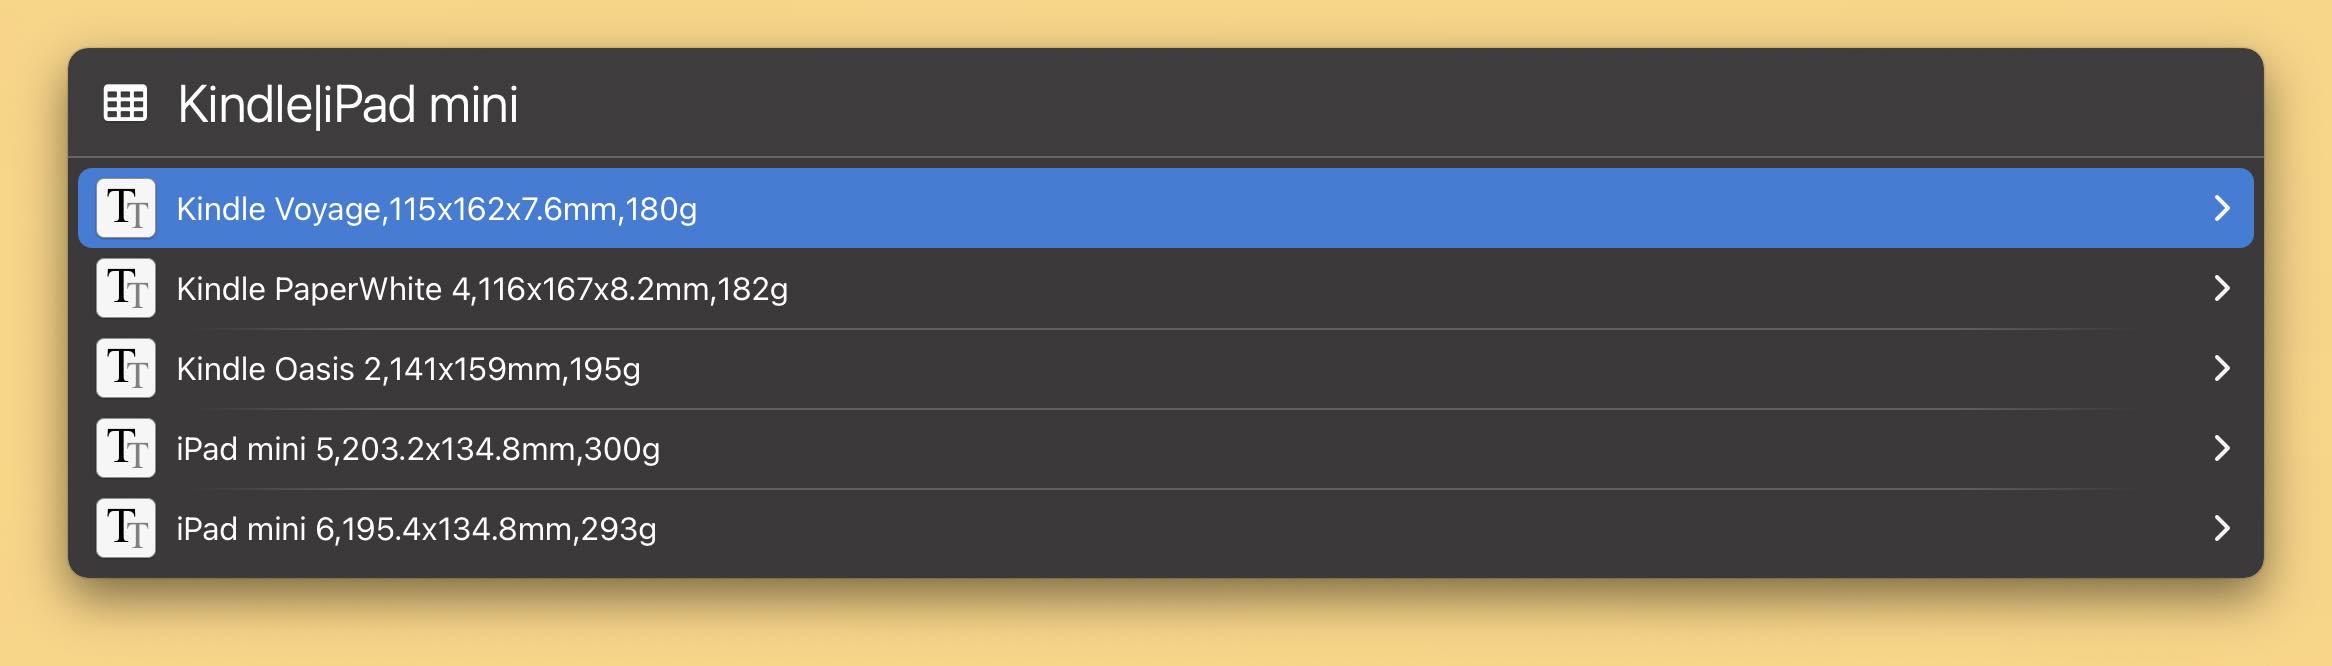 Kindle|iPad mini
Kindle Voyage,115x162x7.6mm,180g
Kindle PaperWhite 4,116x167x8.2mm,182g
Kindle Oasis 2,141x159mm,195g
iPad mini 5,203.2x134.8mm,300g
iPad mini 6,195.4x134.8mm,293g